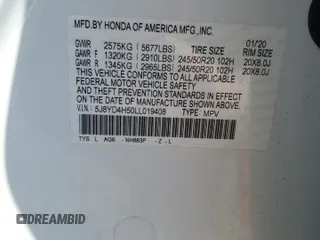 MFD.BY HONDA OF AMERICA MFG.,INC. 01/20
GVWR 2575KG (5677LBS) TIRE SIZE RIM SIZE
GAWR F 1320KG (2910LBS) 245/50R20 102H 20X8.0J
GAWR R 1345KG (2965LBS) 245/50R20 102H 20X8.0J
THIS VEHICLE CONFORMS TO ALL APPLICABLE
FEDERAL MOTOR VEHICLE SAFETY AND
THEFT PREVENTION STANDARDS IN EFFECT
ON THE DATE OF MANUFACTURE SHOWN ABOVE.
V.I.N.: 5J8YD4H50LL019406 TYPE: MPV
TYS L AGE - NH883P - Z - L
DREAMBID